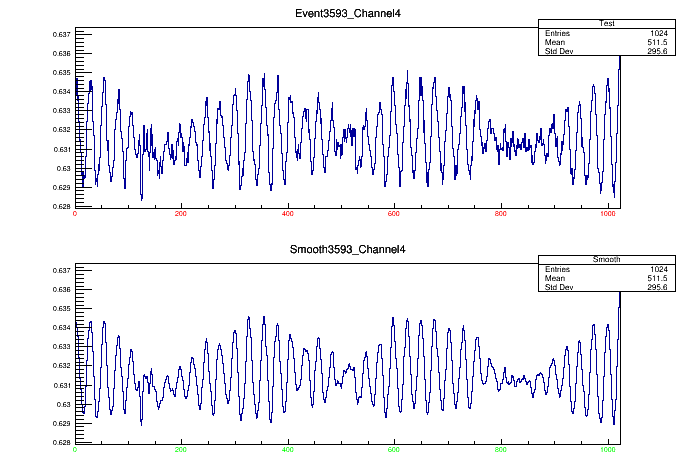 Event3593_Channel4
Test
Entries 1024
Mean 511.5
Std Dev 295.6
0.637
0.636
0.635
0.634
0.633
0.632
0.631
0.63
0.629
0.628
0 200 400 600 800 1000
Smooth3593_Channel4
Smooth
Entries 1024
Mean 511.5
Std Dev 295.6
0.637
0.636
0.635
0.634
0.633
0.632
0.631
0.63
0.629
0.628
0 200 400 600 800 1000